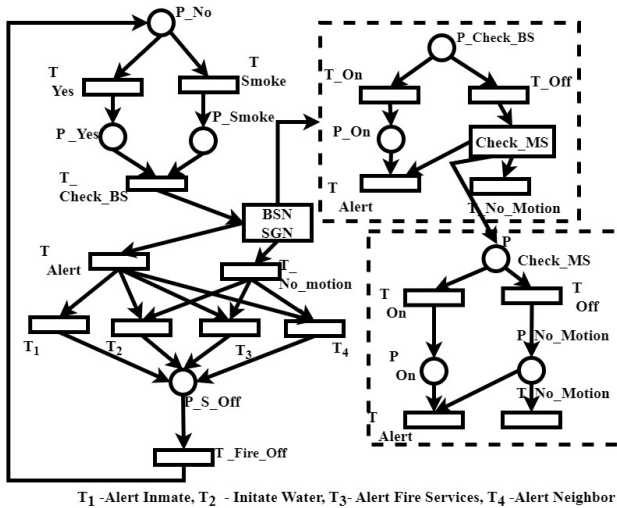 P_No
T
Yes
T
Smoke
P_Yes
P_Smoke
T_
Check_BS
BSN
SGN
T
Alert
T_
No_motion
T1
T2
T3
T4
P_S_Off
T_Fire_Off
P_Check_BS
T_On
T_Off
P_On
Check_MS
T
Alert
T_No_Motion
P
Check_MS
T
On
T
Off
P_No_Motion
P
On
T_No_Motion
T
Alert
T1 -Alert Inmate, T2 - Initate Water, T3- Alert Fire Services, T4 -Alert Neighbor